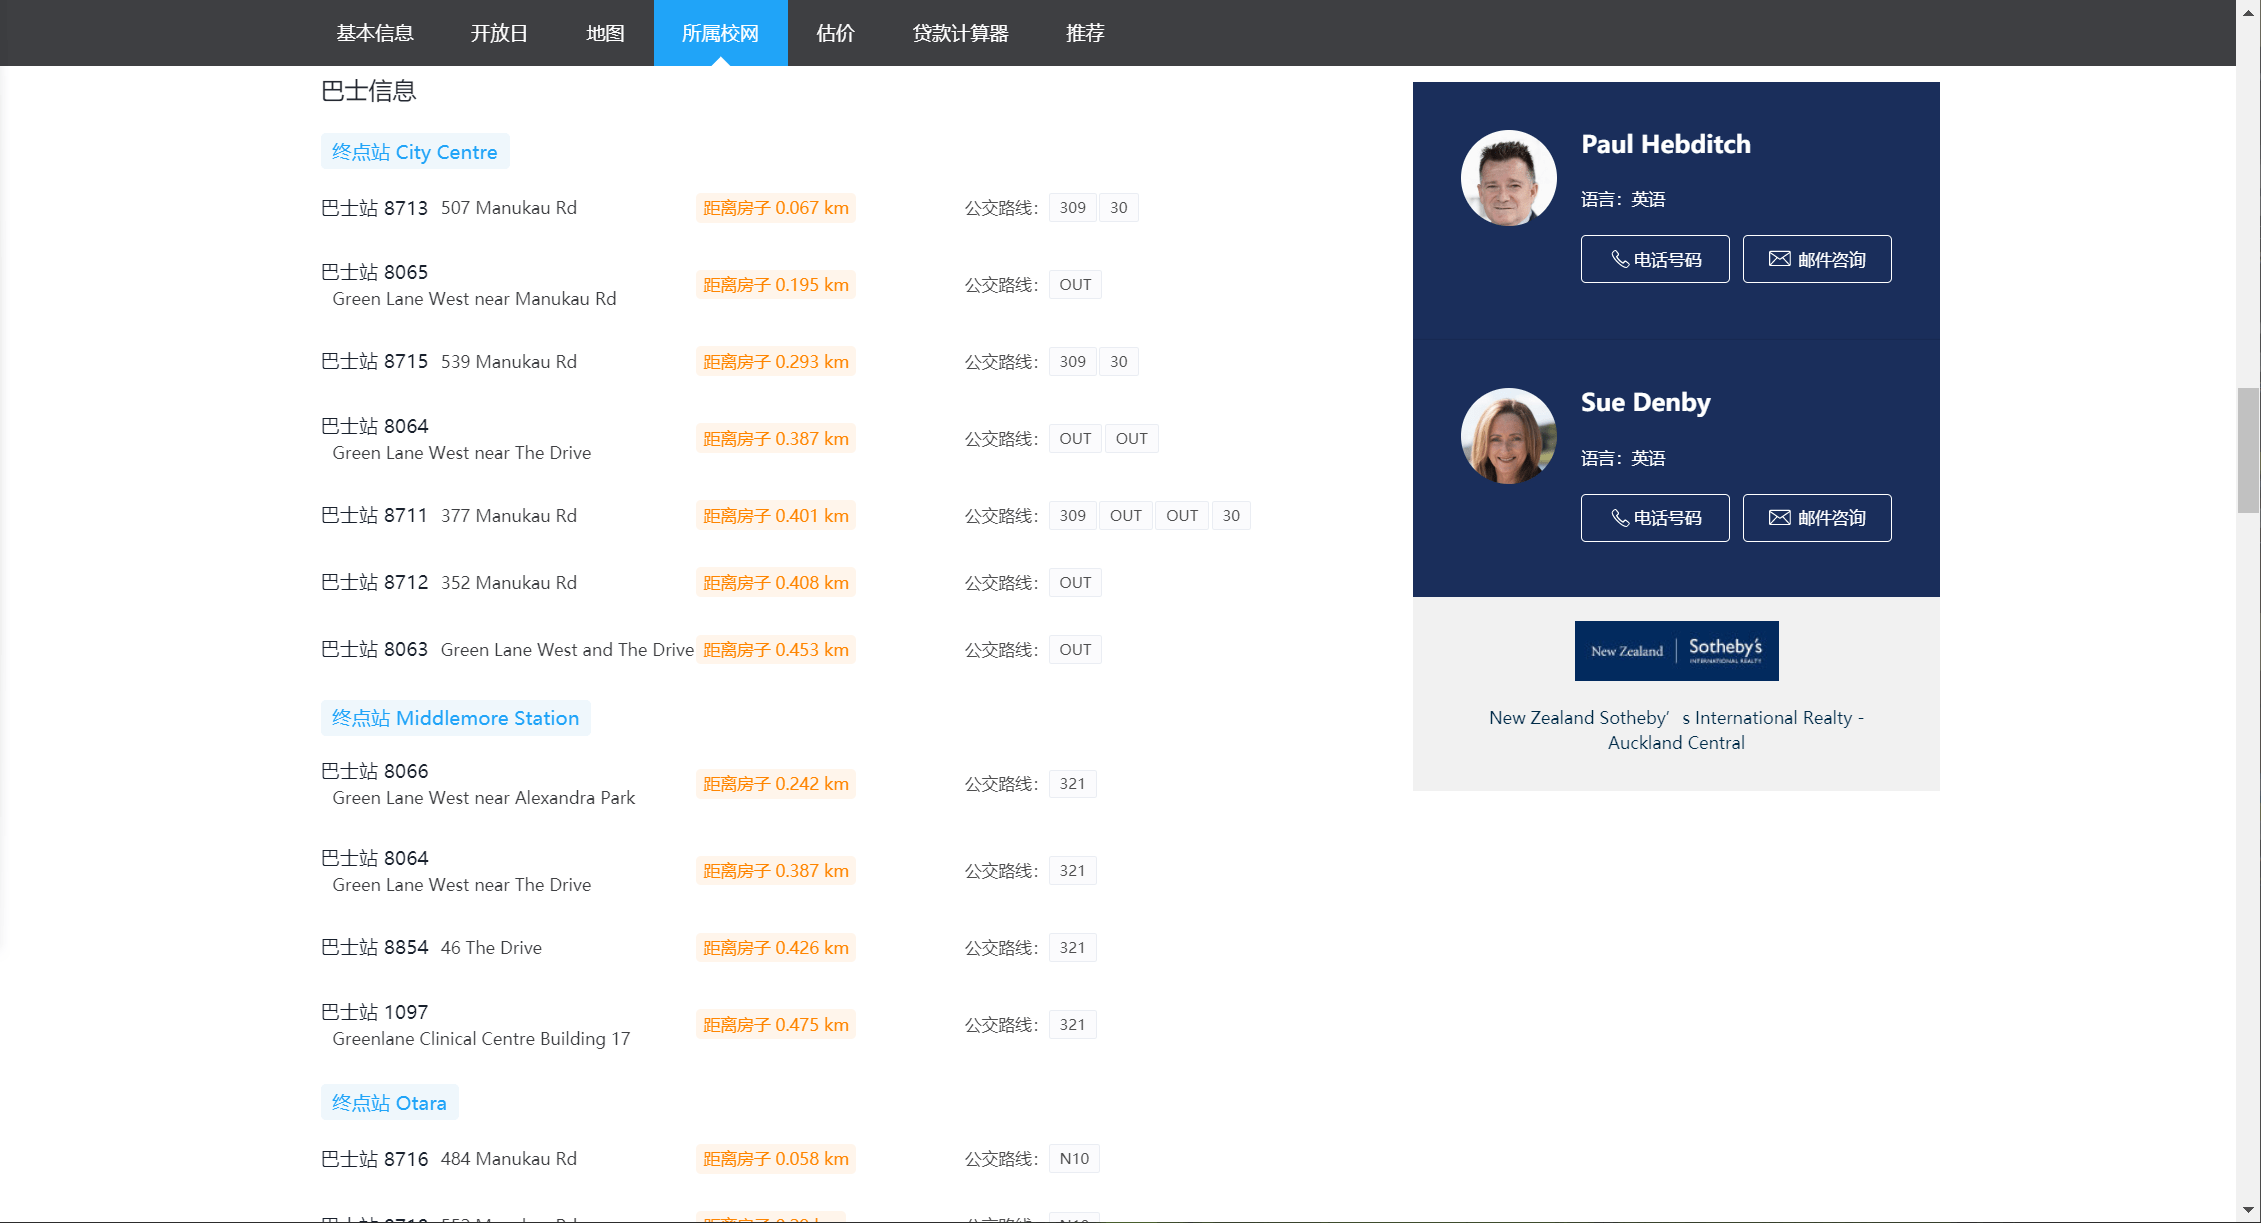 基本信息 开放日 地图 所属校网 估价 贷款计算器 推荐
巴士信息
终点站 City Centre
巴士站 8713 507 Manukau Rd 距离房子 0.067 km 公交路线： 309 30
巴士站 8065
Green Lane West near Manukau Rd
距离房子 0.195 km 公交路线： OUT
巴士站 8715 539 Manukau Rd 距离房子 0.293 km 公交路线： 309 30
巴士站 8064
Green Lane West near The Drive
距离房子 0.387 km 公交路线： OUT OUT
巴士站 8711 377 Manukau Rd 距离房子 0.401 km 公交路线： 309 OUT OUT 30
巴士站 8712 352 Manukau Rd 距离房子 0.408 km 公交路线： OUT
巴士站 8063 Green Lane West and The Drive 距离房子 0.453 km 公交路线： OUT
终点站 Middlemore Station
巴士站 8066
Green Lane West near Alexandra Park
距离房子 0.242 km 公交路线： 321
巴士站 8064
Green Lane West near The Drive
距离房子 0.387 km 公交路线： 321
巴士站 8854 46 The Drive 距离房子 0.426 km 公交路线： 321
巴士站 1097
Greenlane Clinical Centre Building 17
距离房子 0.475 km 公交路线： 321
终点站 Otara
巴士站 8716 484 Manukau Rd 距离房子 0.058 km 公交路线： N10
Paul Hebditch
语言：英语
电话号码 邮件咨询
Sue Denby
语言：英语
电话号码 邮件咨询
New Zealand | Sotheby's
INTERNATIONAL REALTY
New Zealand Sotheby’s International Realty -
Auckland Central